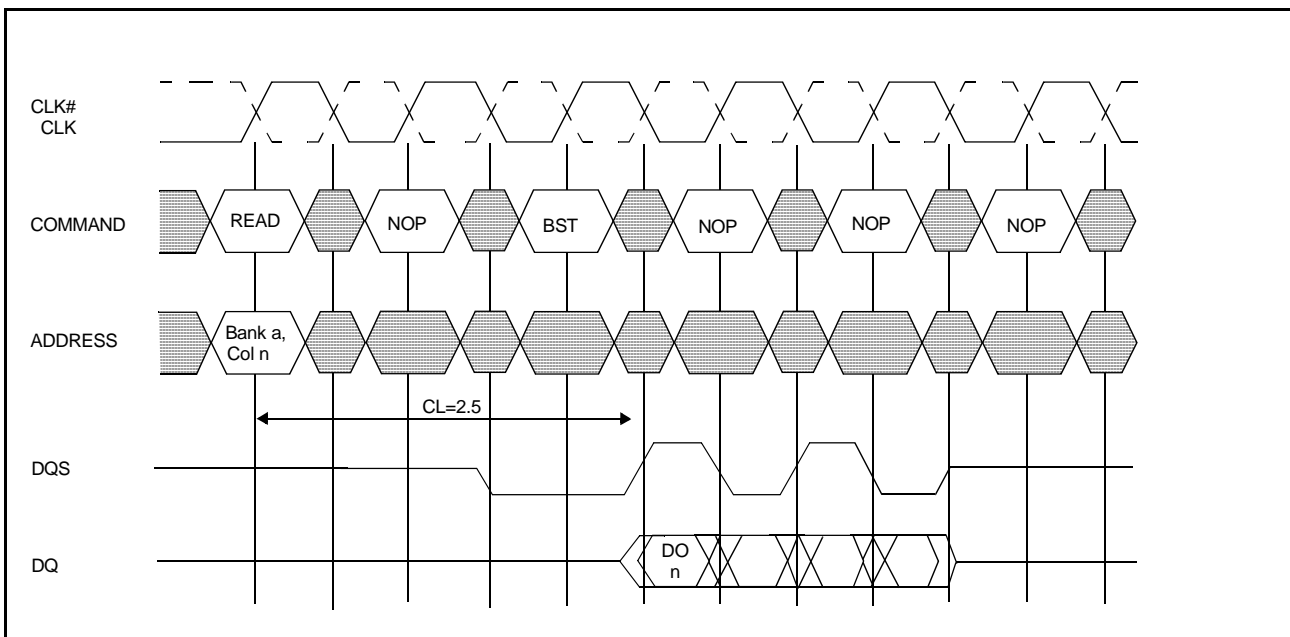 CLK#
CLK
COMMAND
READ
NOP
BST
NOP
NOP
NOP
ADDRESS
Bank a,
Col n
CL=2.5
DQS
DQ
DO
n